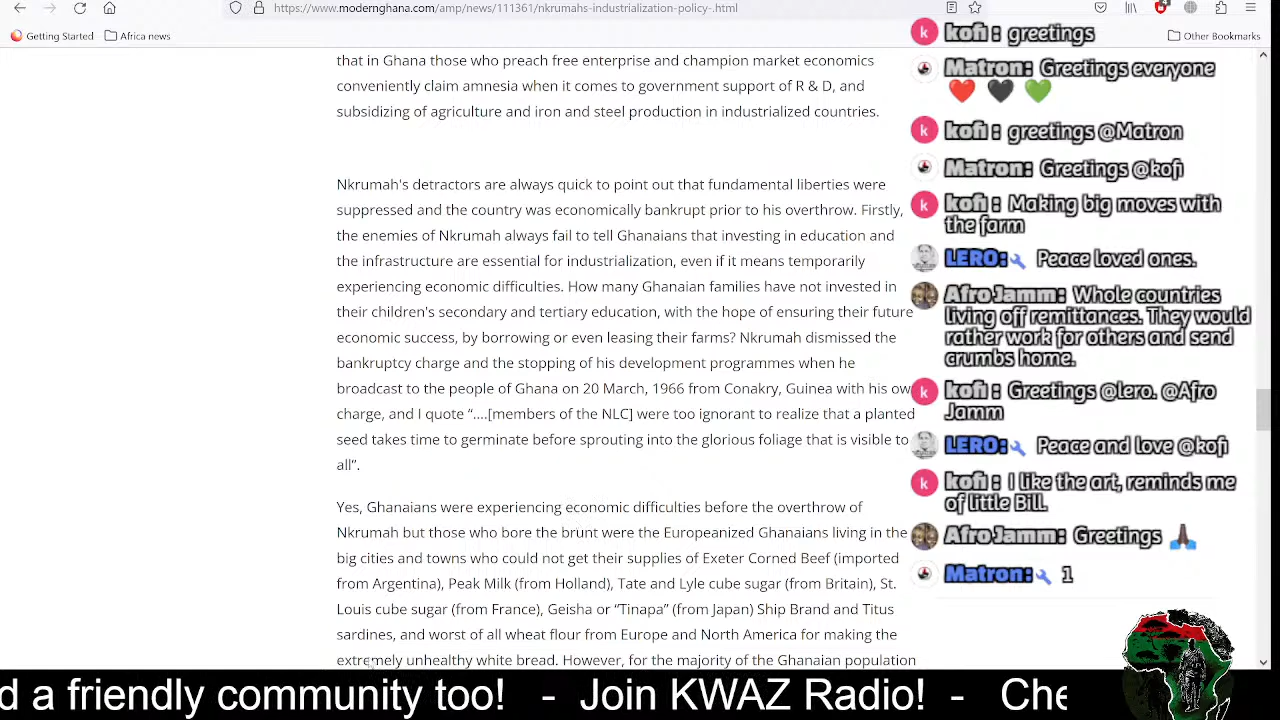 https://www.modernghana.com/amp/news/111361/nkrumahs-industrialization-policy-.html
Getting Started
Africa news
Other Bookmarks
that in Ghana those who preach free enterprise and champion market economics
conveniently claim amnesia when it comes to government support of R & D, and
subsidizing of agriculture and iron and steel production in industrialized countries.
Nkrumah's detractors are always quick to point out that fundamental liberties were
suppressed and the country was economically bankrupt prior to his overthrow. Firstly,
the enemies of Nkrumah always fail to tell Ghanaians that investing in education and
the infrastructure are essential for industrialization, even if it means temporarily
experiencing economic difficulties. How many Ghanaian families have not invested in
their children's secondary and tertiary education, with the hope of ensuring their future
economic success, by borrowing or even leasing their farms? Nkrumah dismissed the
bankruptcy charge and the stopping of his development programmes when he
broadcast to the people of Ghana on 20 March, 1966 from Conakry, Guinea with his ow
charge, and I quote “....[members of the NLC] were too ignorant to realize that a planted
seed takes time to germinate before sprouting into the glorious foliage that is visible to
all”.
Yes, Ghanaians were experiencing economic difficulties before the overthrow of
Nkrumah but those who bore the brunt were the Europeanized Ghanaians living in the
big cities and towns who could not get their supplies of Exeter Corned Beef (imported
from Argentina), Peak Milk (from Holland), Tate and Lyle cube sugar (from Britain), St.
Louis cube sugar (from France), Geisha or “Tinapa” (from Japan) Ship Brand and Titus
sardines, and worst of all wheat flour from Europe and North America for making the
extremely unhealthy white bread. However, for the majority of the Ghanaian population
k
kofi : greetings
Matron: Greetings everyone
k
kofi : greetings @Matron
Matron: Greetings @kofi
k
kofi : Making big moves with
the farm
LERO: Peace loved ones.
Afro Jamm: Whole countries
living off remittances. They would
rather work for others and send
crumbs home.
k
kofi : Greetings @lero. @Afro
Jamm
LERO: Peace and love @kofi
k
kofi : I like the art, reminds me
of little Bill.
Afro Jamm: Greetings
Matron: 1
d a friendly community too! - Join KWAZ Radio! - Che